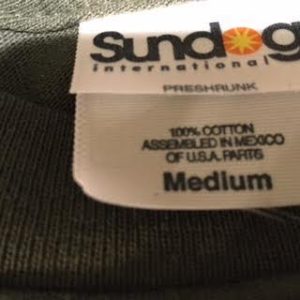 sundog
international
PRESHRUNK
100% COTTON
ASSEMBLED IN MEXICO
OF U.S.A. PARTS
Medium